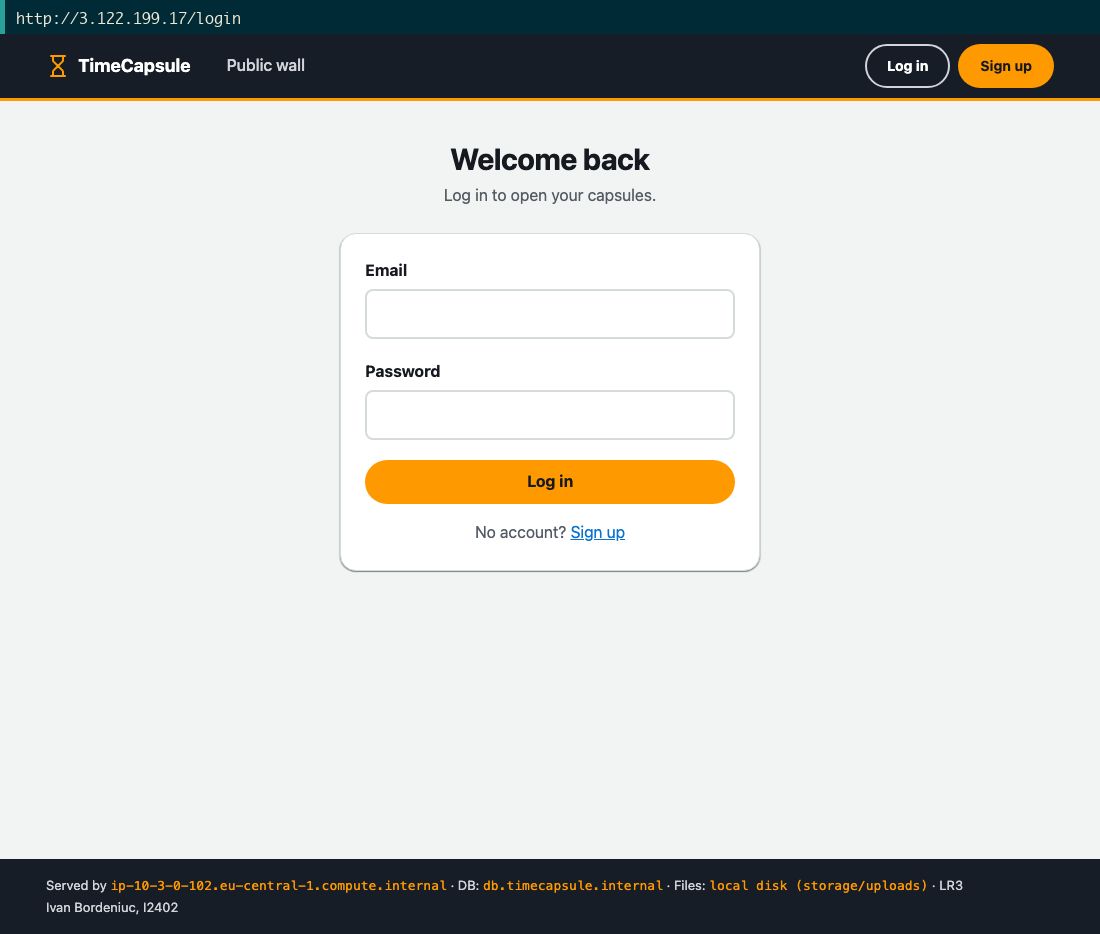 http://3.122.199.17/login
TimeCapsule Public wall Log in Sign up
Welcome back
Log in to open your capsules.
Email
Password
Log in
No account? Sign up
Served by ip-10-3-0-102.eu-central-1.compute.internal · DB: db.timecapsule.internal · Files: local disk (storage/uploads) · LR3
Ivan Bordeniuc, I2402